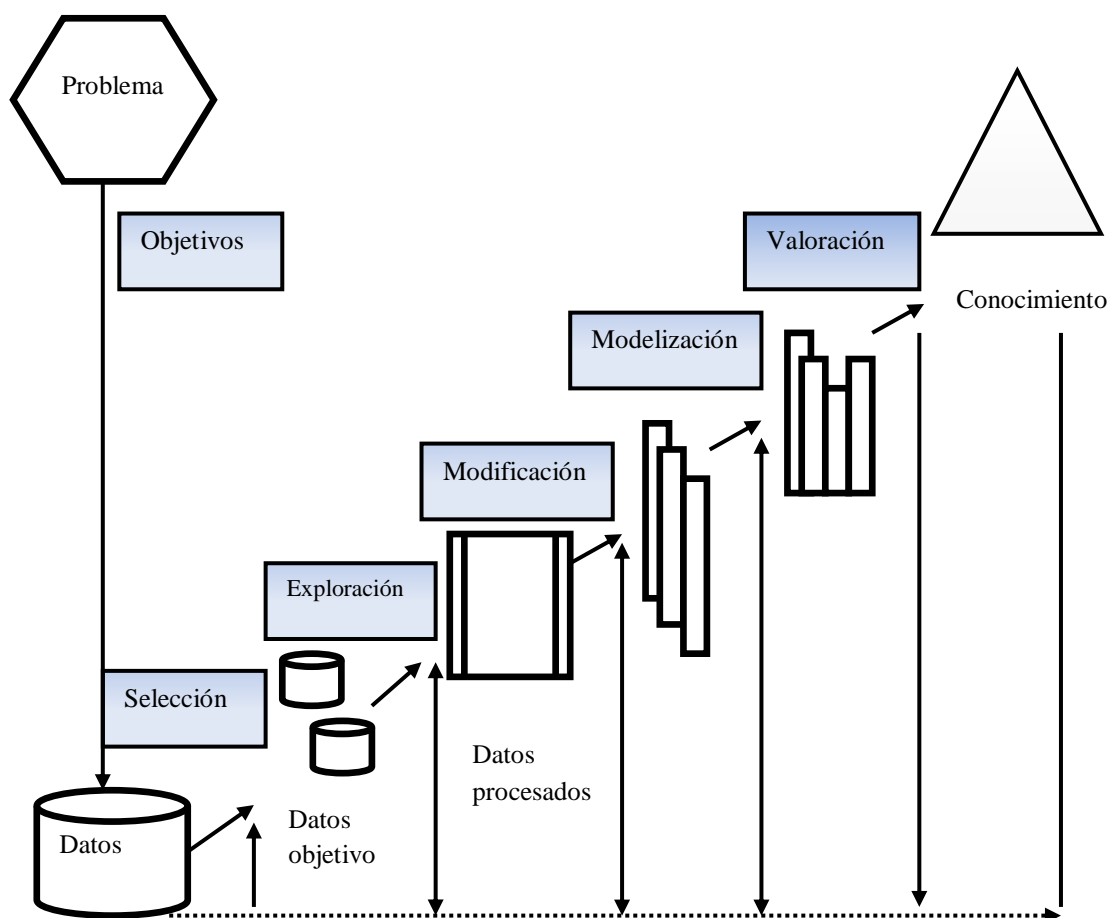 Problema
Objetivos
Valoración
Conocimiento
Modelización
Modificación
Exploración
Selección
Datos
procesados
Datos
objetivo
Datos